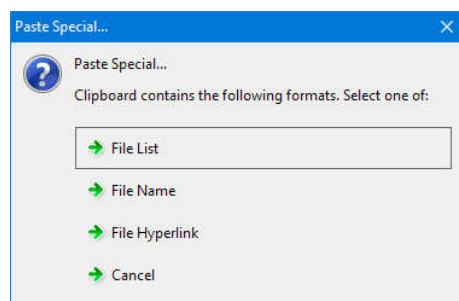 Paste Special...
Paste Special...
Clipboard contains the following formats. Select one of:
File List
File Name
File Hyperlink
Cancel